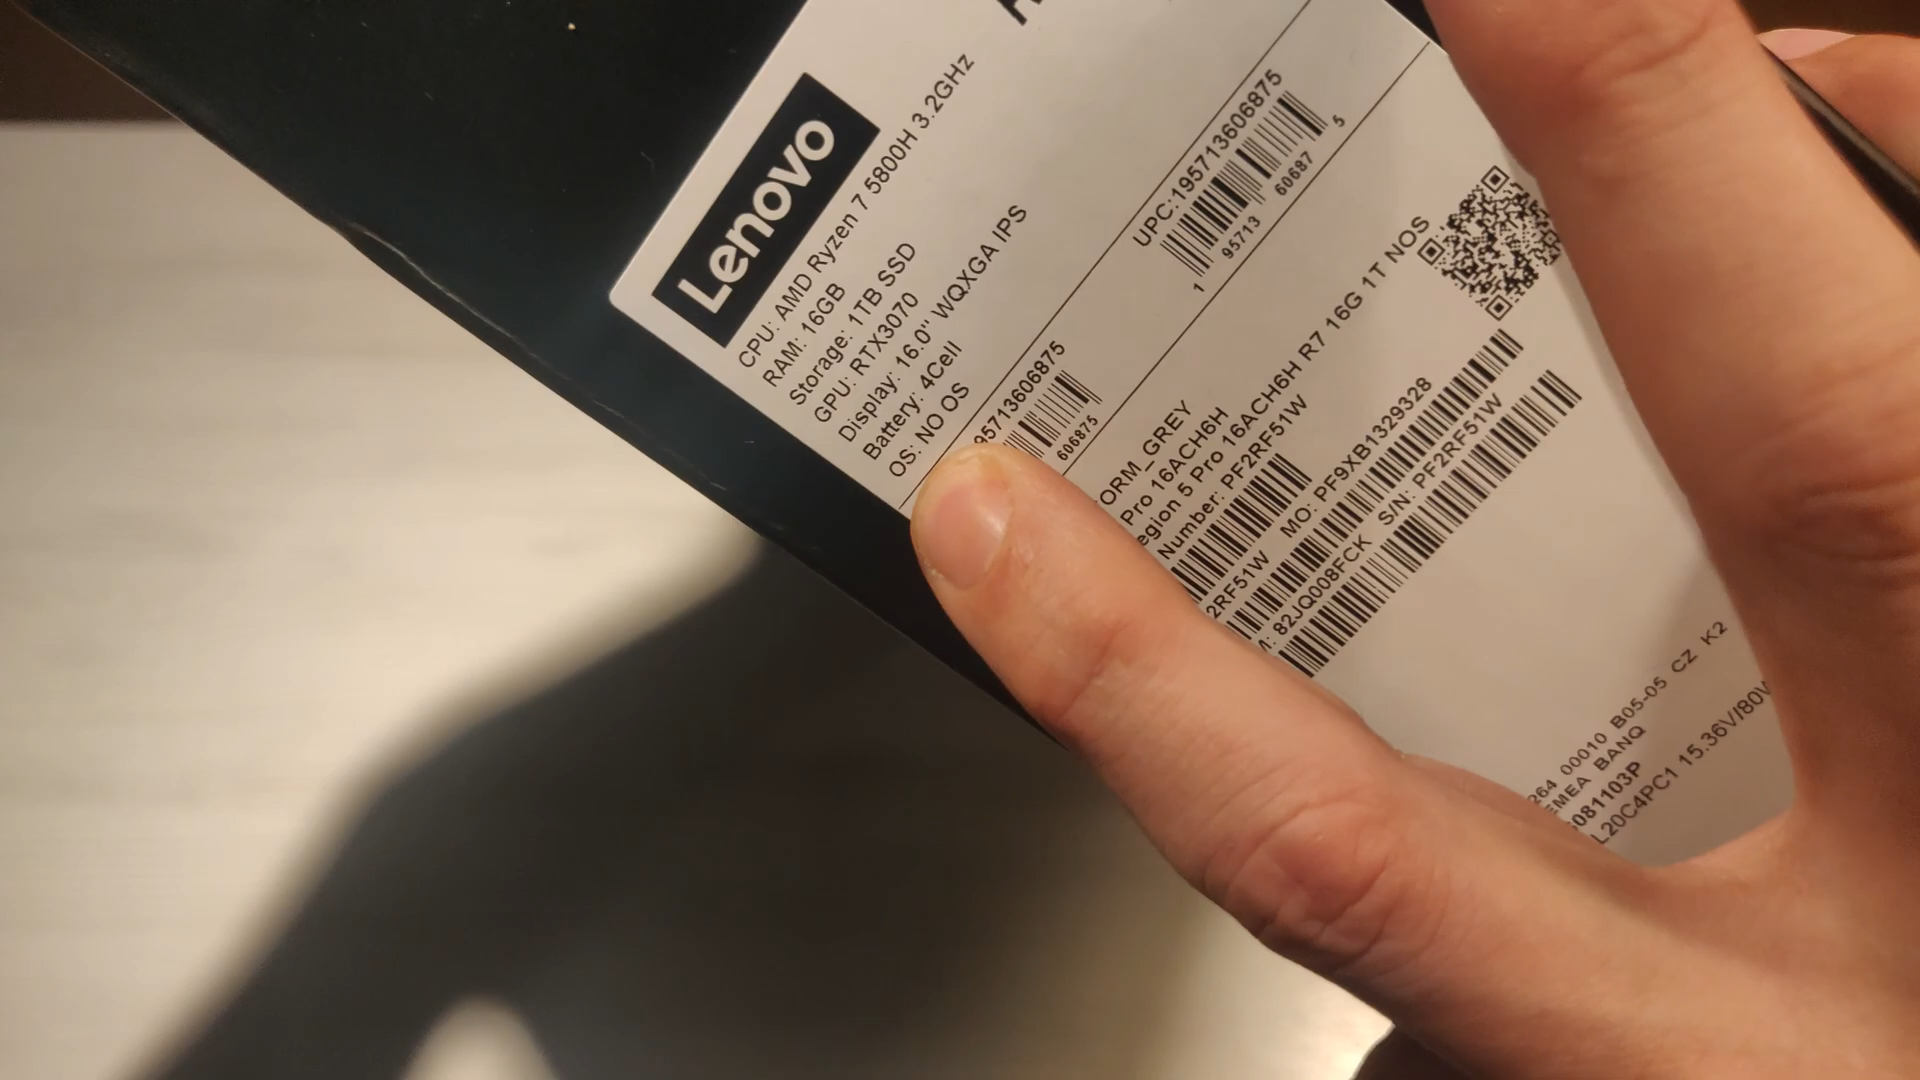 Lenovo
CPU: AMD Ryzen 7 5800H 3.2GHz
RAM: 16GB
Storage: 1TB SSD
GPU: RTX3070
Display: 16.0" WQXGA IPS
Battery: 4Cell
OS: NO OS
95713606875
606875
UPC:195713606875
1 95713 60687 5
ORM_GREY
Pro 16ACH6H
egion 5 Pro 16ACH6H R7 16G 1T NOS
Number: PF2RF51W
2RF51W MO: PF9XB1329328
82JQ008FCK S/N: PF2RF51W
264 00010 B05-05 CZ K2
EMEA BANQ
081103P
L20C4PC1 15.36V/80W